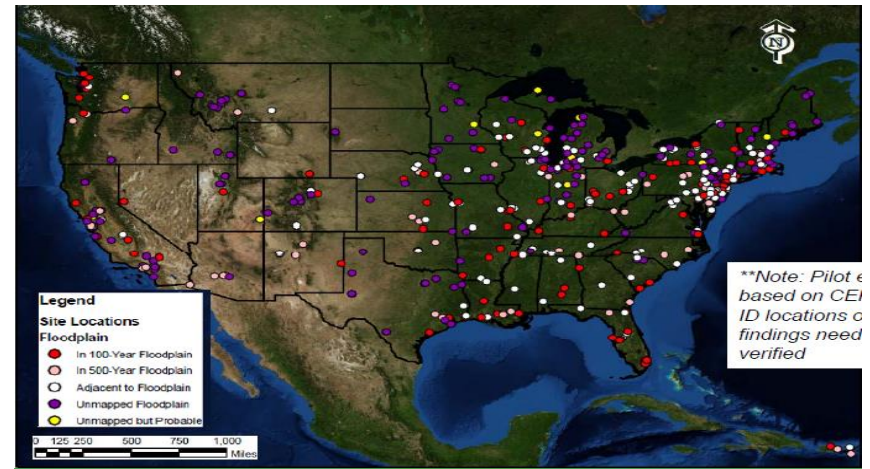 N
**Note: Pilot e
based on CER
ID locations o
findings need
verified
Legend
Site Locations
Floodplain
In 100-Year Floodplain
In 500-Year Floodplain
Adjacent to Floodplain
Unmapped Floodplain
Unmapped but Probable
0 125 250 500 750 1,000
Miles